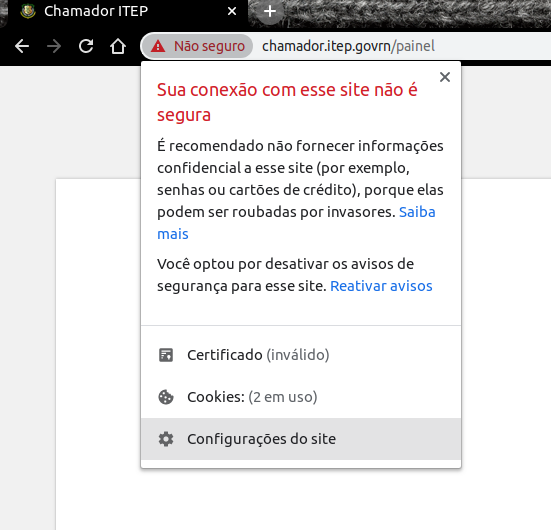 Chamador ITEP
Não seguro
chamador.itep.govrn/painel
Sua conexão com esse site não é
segura
É recomendado não fornecer informações
confidencial a esse site (por exemplo,
senhas ou cartões de crédito), porque elas
podem ser roubadas por invasores. Saiba
mais
Você optou por desativar os avisos de
segurança para esse site. Reativar avisos
Certificado (inválido)
Cookies: (2 em uso)
Configurações do site